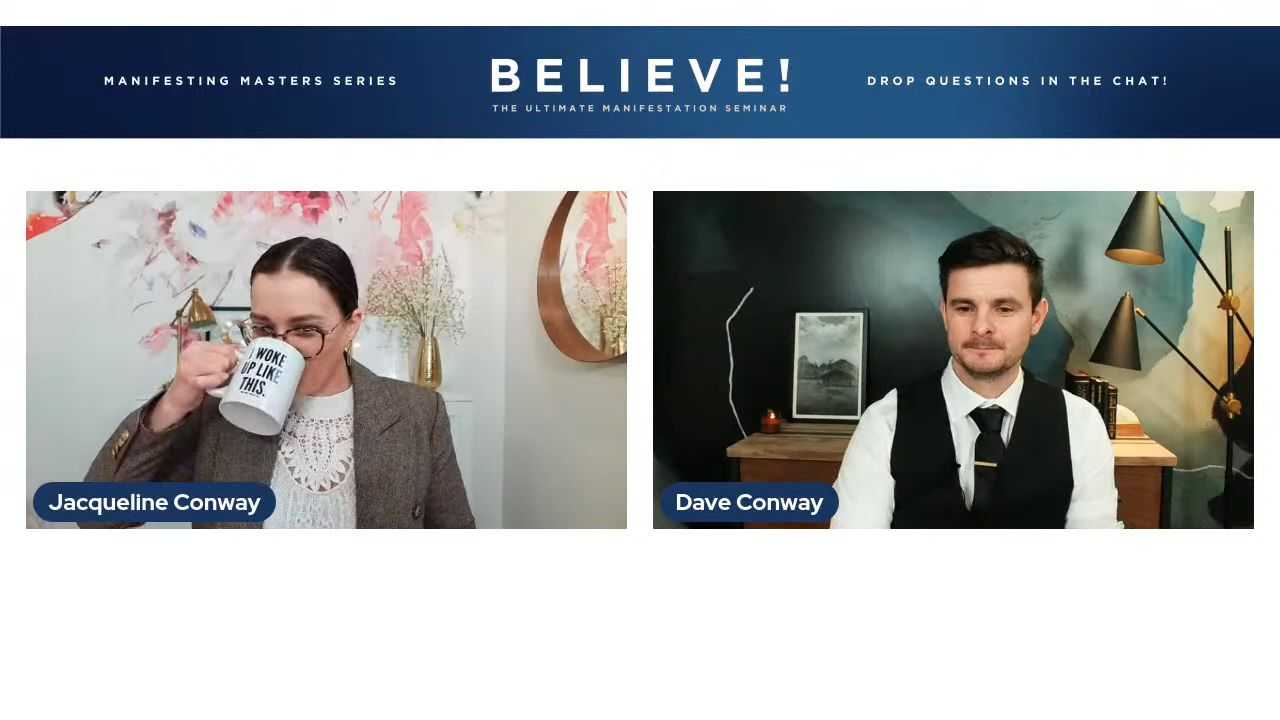 MANIFESTING MASTERS SERIES
BELIEVE!
THE ULTIMATE MANIFESTATION SEMINAR
DROP QUESTIONS IN THE CHAT!
I WOKE
UP LIKE
THIS.
Jacqueline Conway
Dave Conway